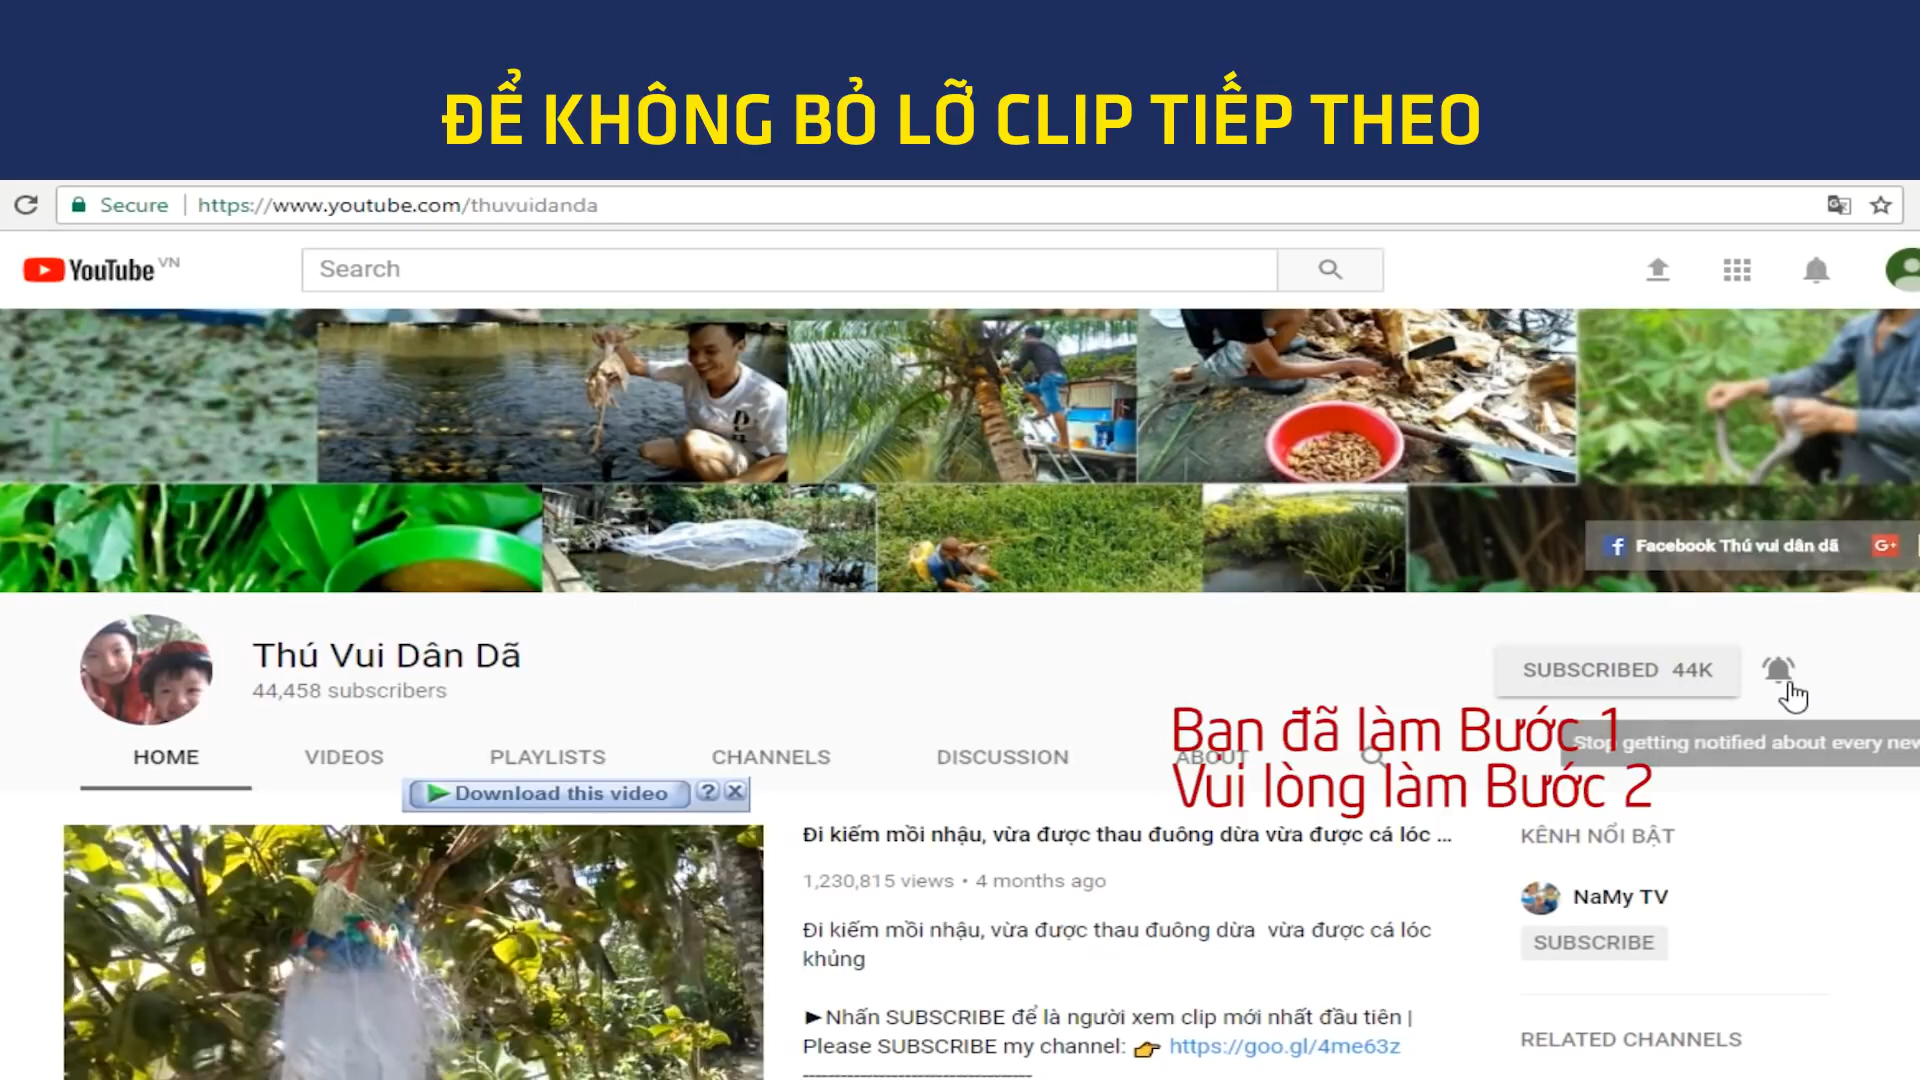 ĐỂ KHÔNG BỎ LỠ CLIP TIẾP THEO
Secure | https://www.youtube.com/thuvuidanda
YouTube VN
Search
Facebook Thú vui dân dã G+
Thú Vui Dân Dã
44,458 subscribers
SUBSCRIBED 44K
Bạn đã làm Bước 1
Vui lòng làm Bước 2
Stop getting notified about every new
HOME VIDEOS PLAYLISTS CHANNELS DISCUSSION ABOUT
Download this video ? X
Đi kiếm mồi nhậu, vừa được thau đuông dừa vừa được cá lóc ...
1,230,815 views • 4 months ago
Đi kiếm mồi nhậu, vừa được thau đuông dừa vừa được cá lóc
khủng
►Nhấn SUBSCRIBE để là người xem clip mới nhất đầu tiên |
Please SUBSCRIBE my channel: 👉 https://goo.gl/4me63z
--------------------------------------
KÊNH NỔI BẬT
NaMy TV
SUBSCRIBE
RELATED CHANNELS